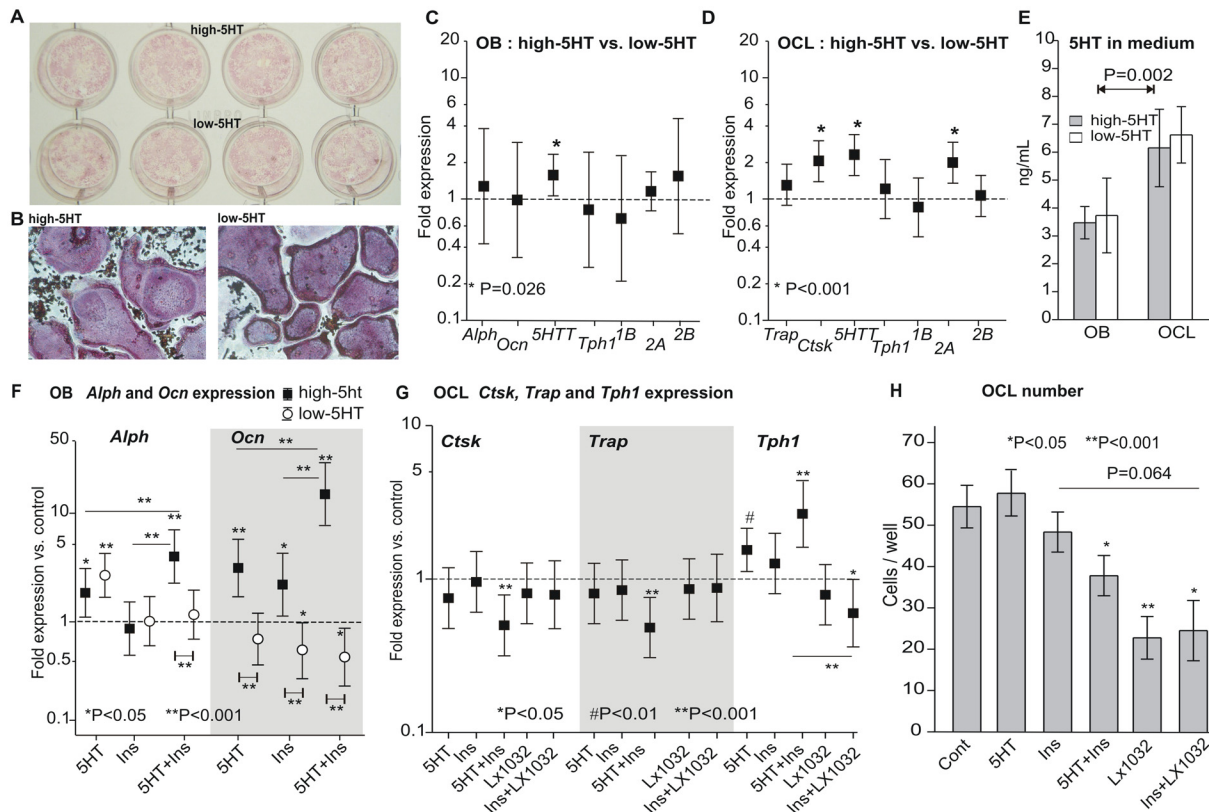 A
high-5HT
low-5HT
B
high-5HT
low-5HT
C
OB : high-5HT vs. low-5HT
Fold expression
20
10
6
4
2
1
0.6
0.4
0.2
0.1
*
* P=0.026
Alph
Ocn
5HTT
Tph1
1B
2A
2B
D
OCL : high-5HT vs. low-5HT
Fold expression
20
10
6
4
2
1
0.6
0.4
0.2
0.1
* * *
* P<0.001
Trap
Ctsk
5HTT
Tph1
1B
2A
2B
E
5HT in medium
P=0.002
high-5HT
low-5HT
ng/mL
10
9
8
7
6
5
4
3
2
1
0
OB OCL
F OB Alph and Ocn expression
high-5ht
low-5HT
Fold expression vs. control
50
10
5
1
0.5
0.1
Alph
Ocn
**
**
**
**
**
**
* ** ** *
* *
** ** ** **
*P<0.05 **P<0.001
5HT
Ins
5HT+Ins
5HT
Ins
5HT+Ins
G OCL Ctsk, Trap and Tph1 expression
Fold expression vs. control
10
5
1
0.1
Ctsk Trap Tph1
**
#
** ** *
**
*P<0.05 #P<0.01 **P<0.001
5HT
Ins
5HT+Ins
Lx1032
Ins+LX1032
5HT
Ins
5HT+Ins
Lx1032
Ins+LX1032
5HT
Ins
5HT+Ins
Lx1032
Ins+LX1032
H OCL number
Cells / well
70
60
50
40
30
20
10
0
*P<0.05 **P<0.001
P=0.064
*
** *
Cont
5HT
Ins
5HT+Ins
Lx1032
Ins+LX1032